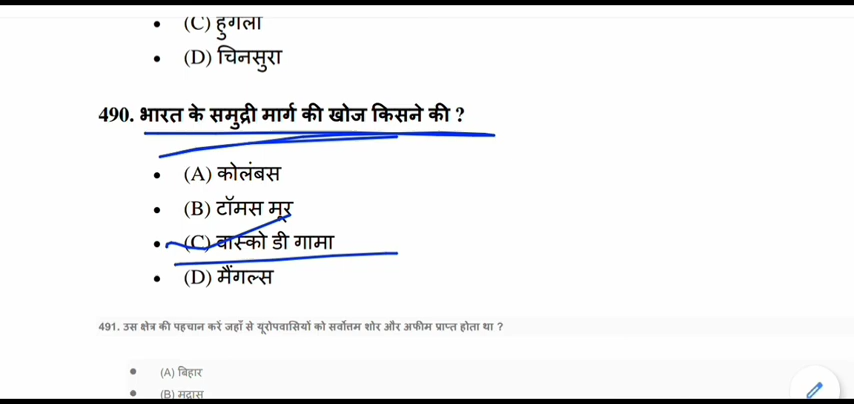 (C) हुगली
(D) चिनसुरा
490. भारत के समुद्री मार्ग की खोज किसने की ?
(A) कोलंबस
(B) टॉमस मूर
(C) वास्को डी गामा
(D) मैंगल्स
491. उस क्षेत्र की पहचान करें जहाँ से यूरोपवासियों को सर्वोत्तम शोर और अफीम प्राप्त होता था ?
(A) बिहार
(B) मद्रास